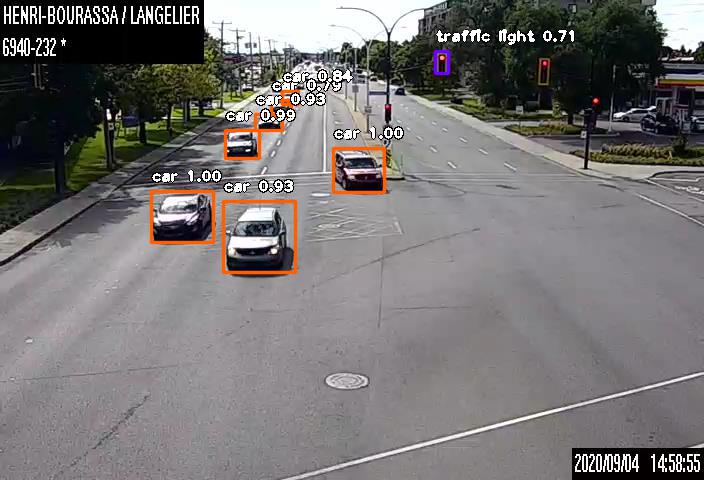 HENRI-BOURASSA / LANGELIER
6940-232 *
traffic light 0.71
car 0.84
car 0.79
car 0.93
car 0.99
car 1.00
car 1.00
car 0.93
2020/09/04 14:58:55